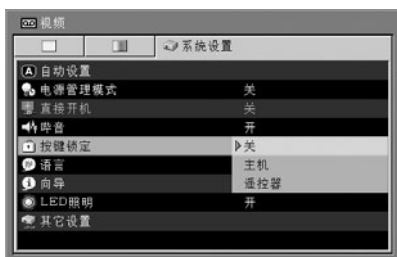 视频
系统设置
A 自动设置
电源管理模式 关
直接开机 关
哔音 开
按键锁定 关
语言 主机
向导 遥控器
LED照明 开
其它设置